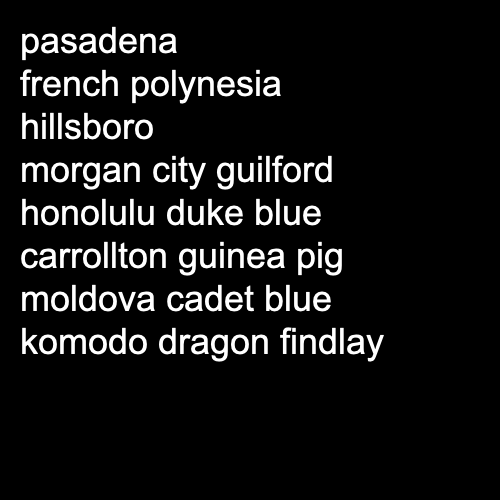 pasadena
french polynesia
hillsboro
morgan city guilford
honolulu duke blue
carrollton guinea pig
moldova cadet blue
komodo dragon findlay